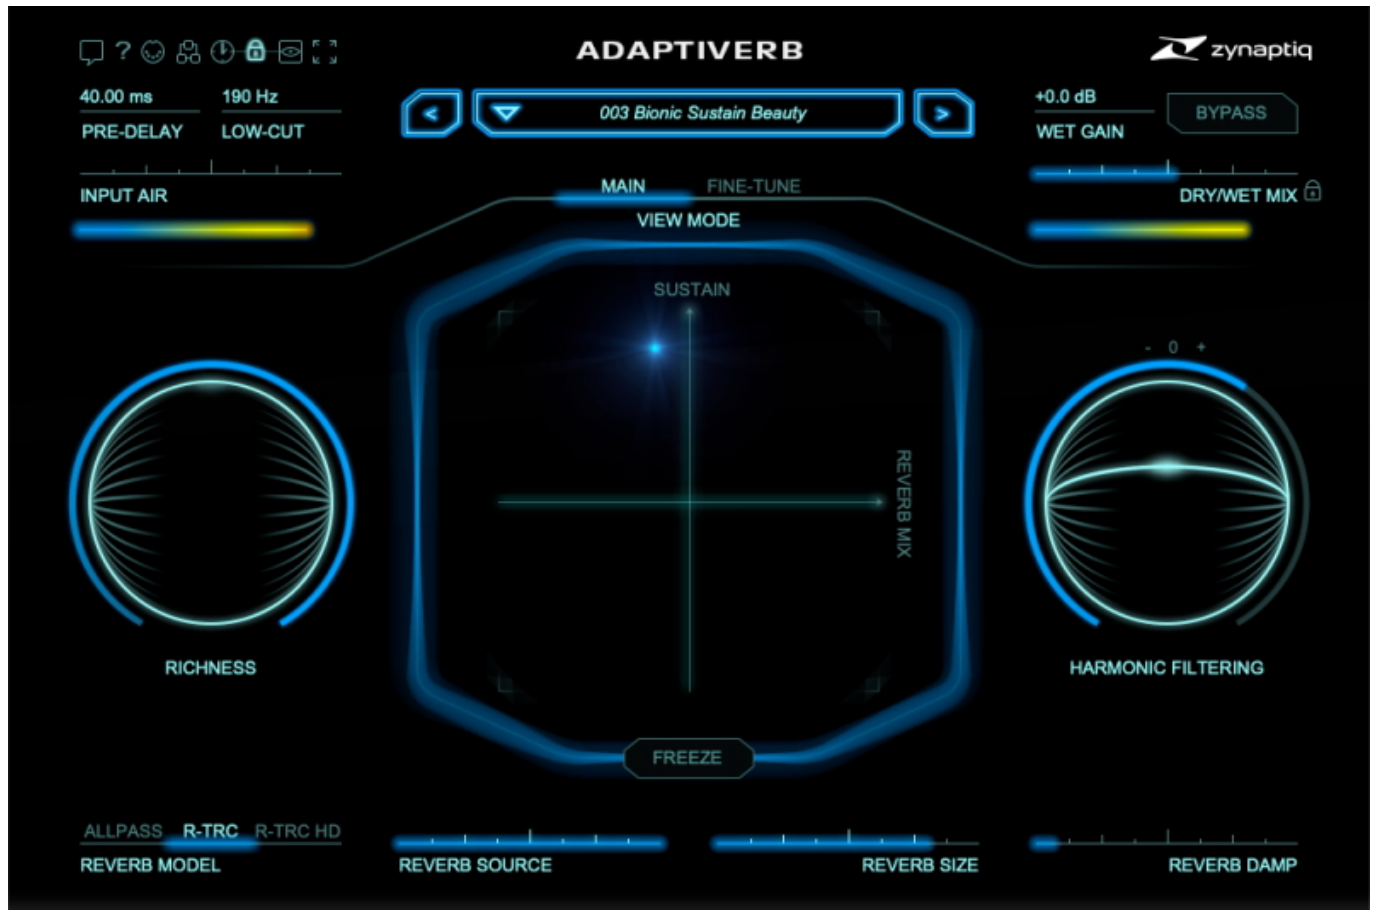 ?
ADAPTIVERB
zynaptiq
40.00 ms
190 Hz
PRE-DELAY
LOW-CUT
<
003 Bionic Sustain Beauty
>
+0.0 dB
WET GAIN
BYPASS
INPUT AIR
MAIN
FINE-TUNE
VIEW MODE
DRY/WET MIX
SUSTAIN
REVERB MIX
- 0 +
RICHNESS
HARMONIC FILTERING
FREEZE
ALLPASS R-TRC R-TRC HD
REVERB MODEL
REVERB SOURCE
REVERB SIZE
REVERB DAMP